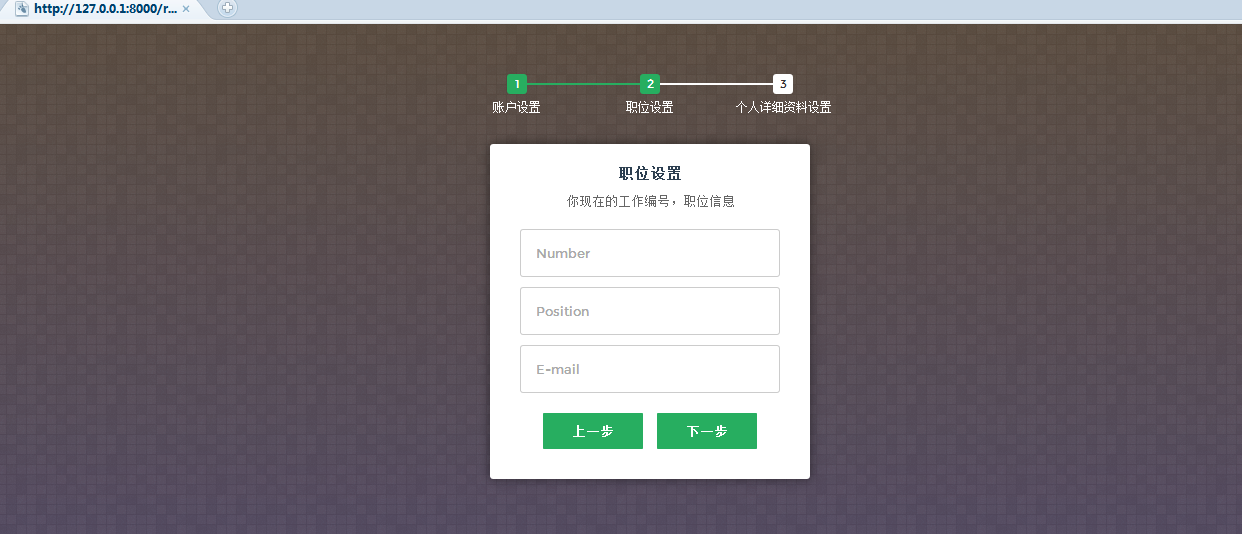 http://127.0.0.1:8000/r...
1 2 3
账户设置 职位设置 个人详细资料设置
职位设置
你现在的工作编号，职位信息
Number
Position
E-mail
上一步 下一步